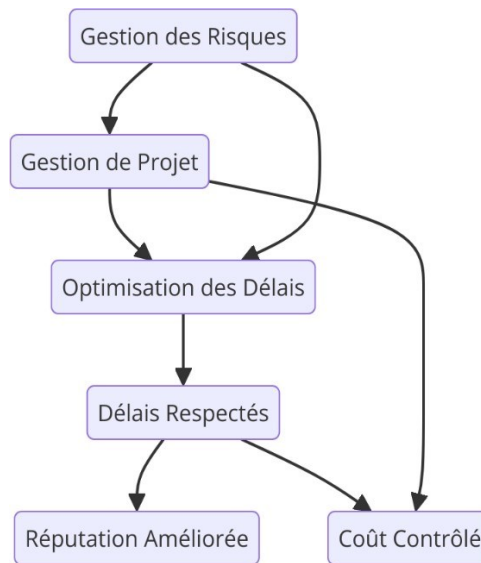 Gestion des Risques
Gestion de Projet
Optimisation des Délais
Délais Respectés
Réputation Améliorée
Coût Contrôlé